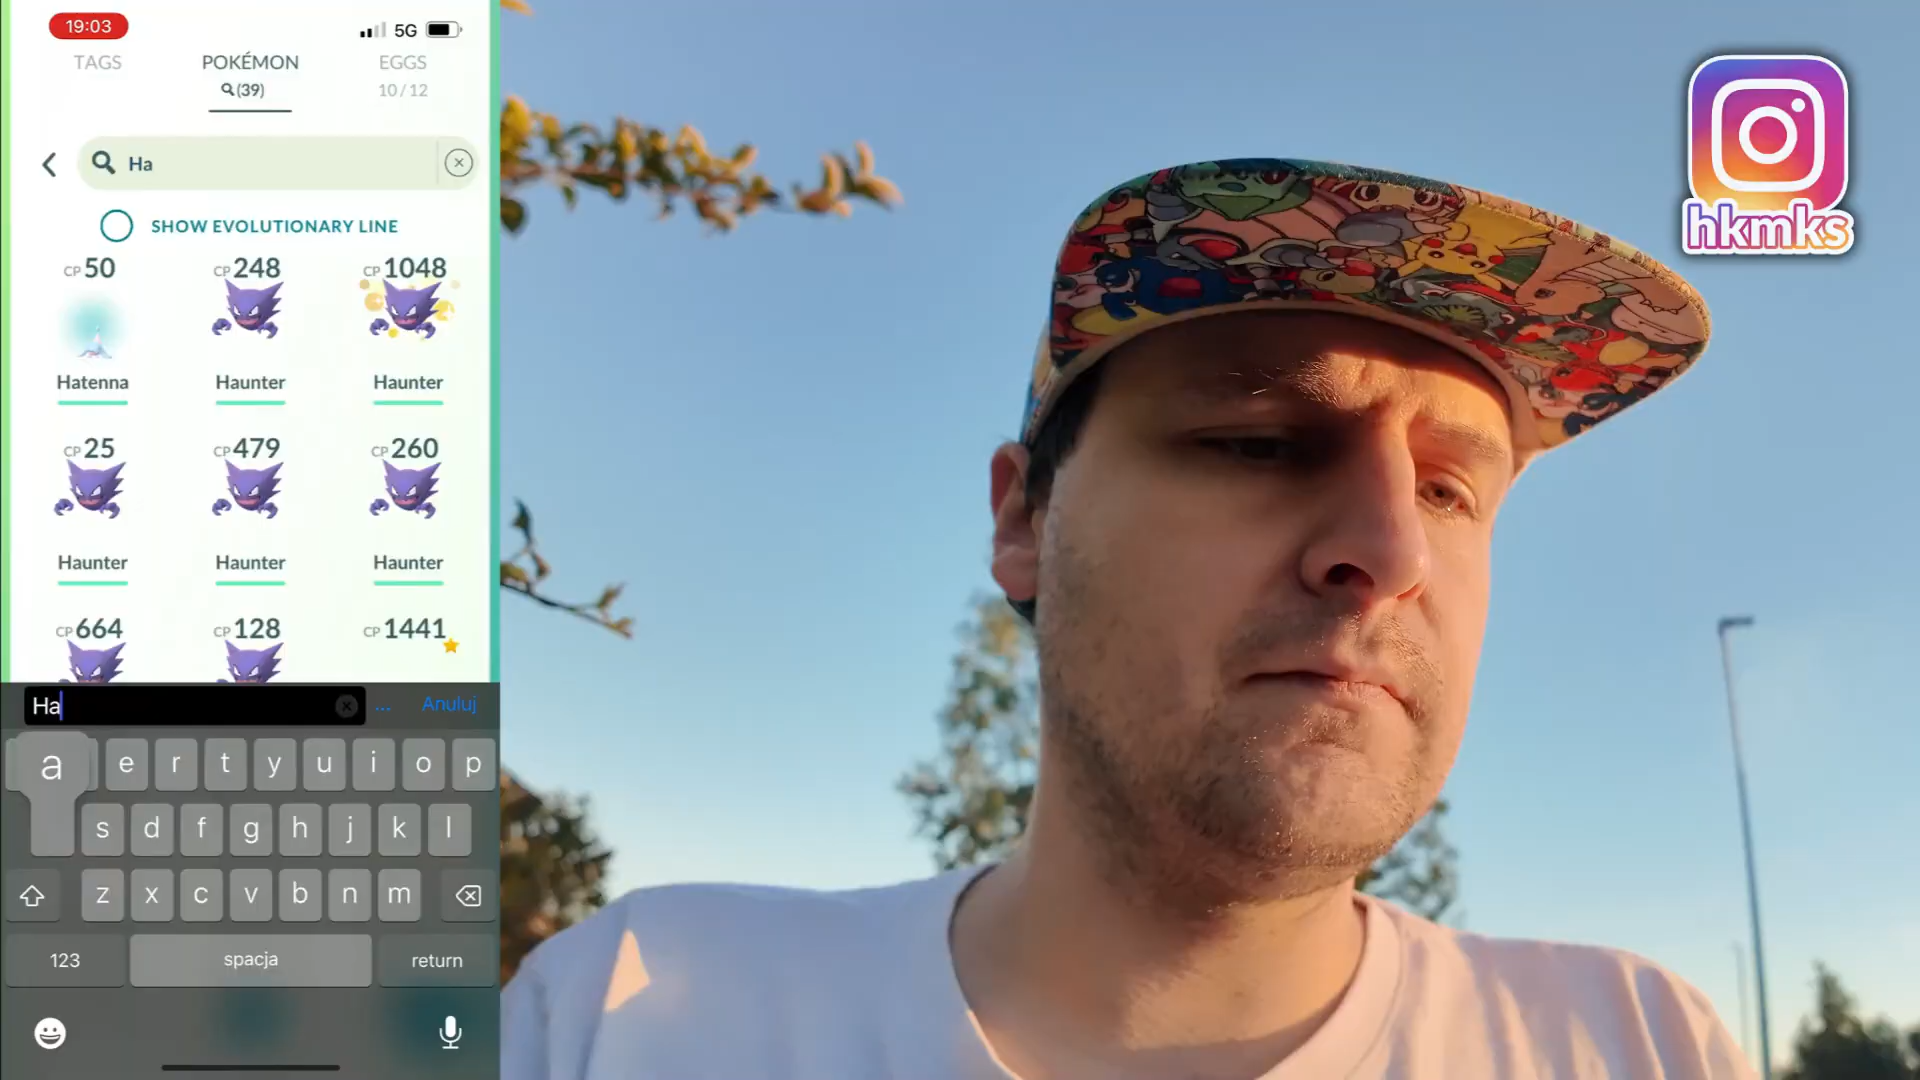 19:03
5G
TAGS
POKÉMON
EGGS
(39)
10 / 12
Ha
SHOW EVOLUTIONARY LINE
CP 50
CP 248
CP 1048
Hatenna
Haunter
Haunter
CP 25
CP 479
CP 260
Haunter
Haunter
Haunter
CP 664
CP 128
CP 1441
Ha
... Anuluj
a e r t y u i o p
s d f g h j k l
z x c v b n m
123 spacja return
hkmks